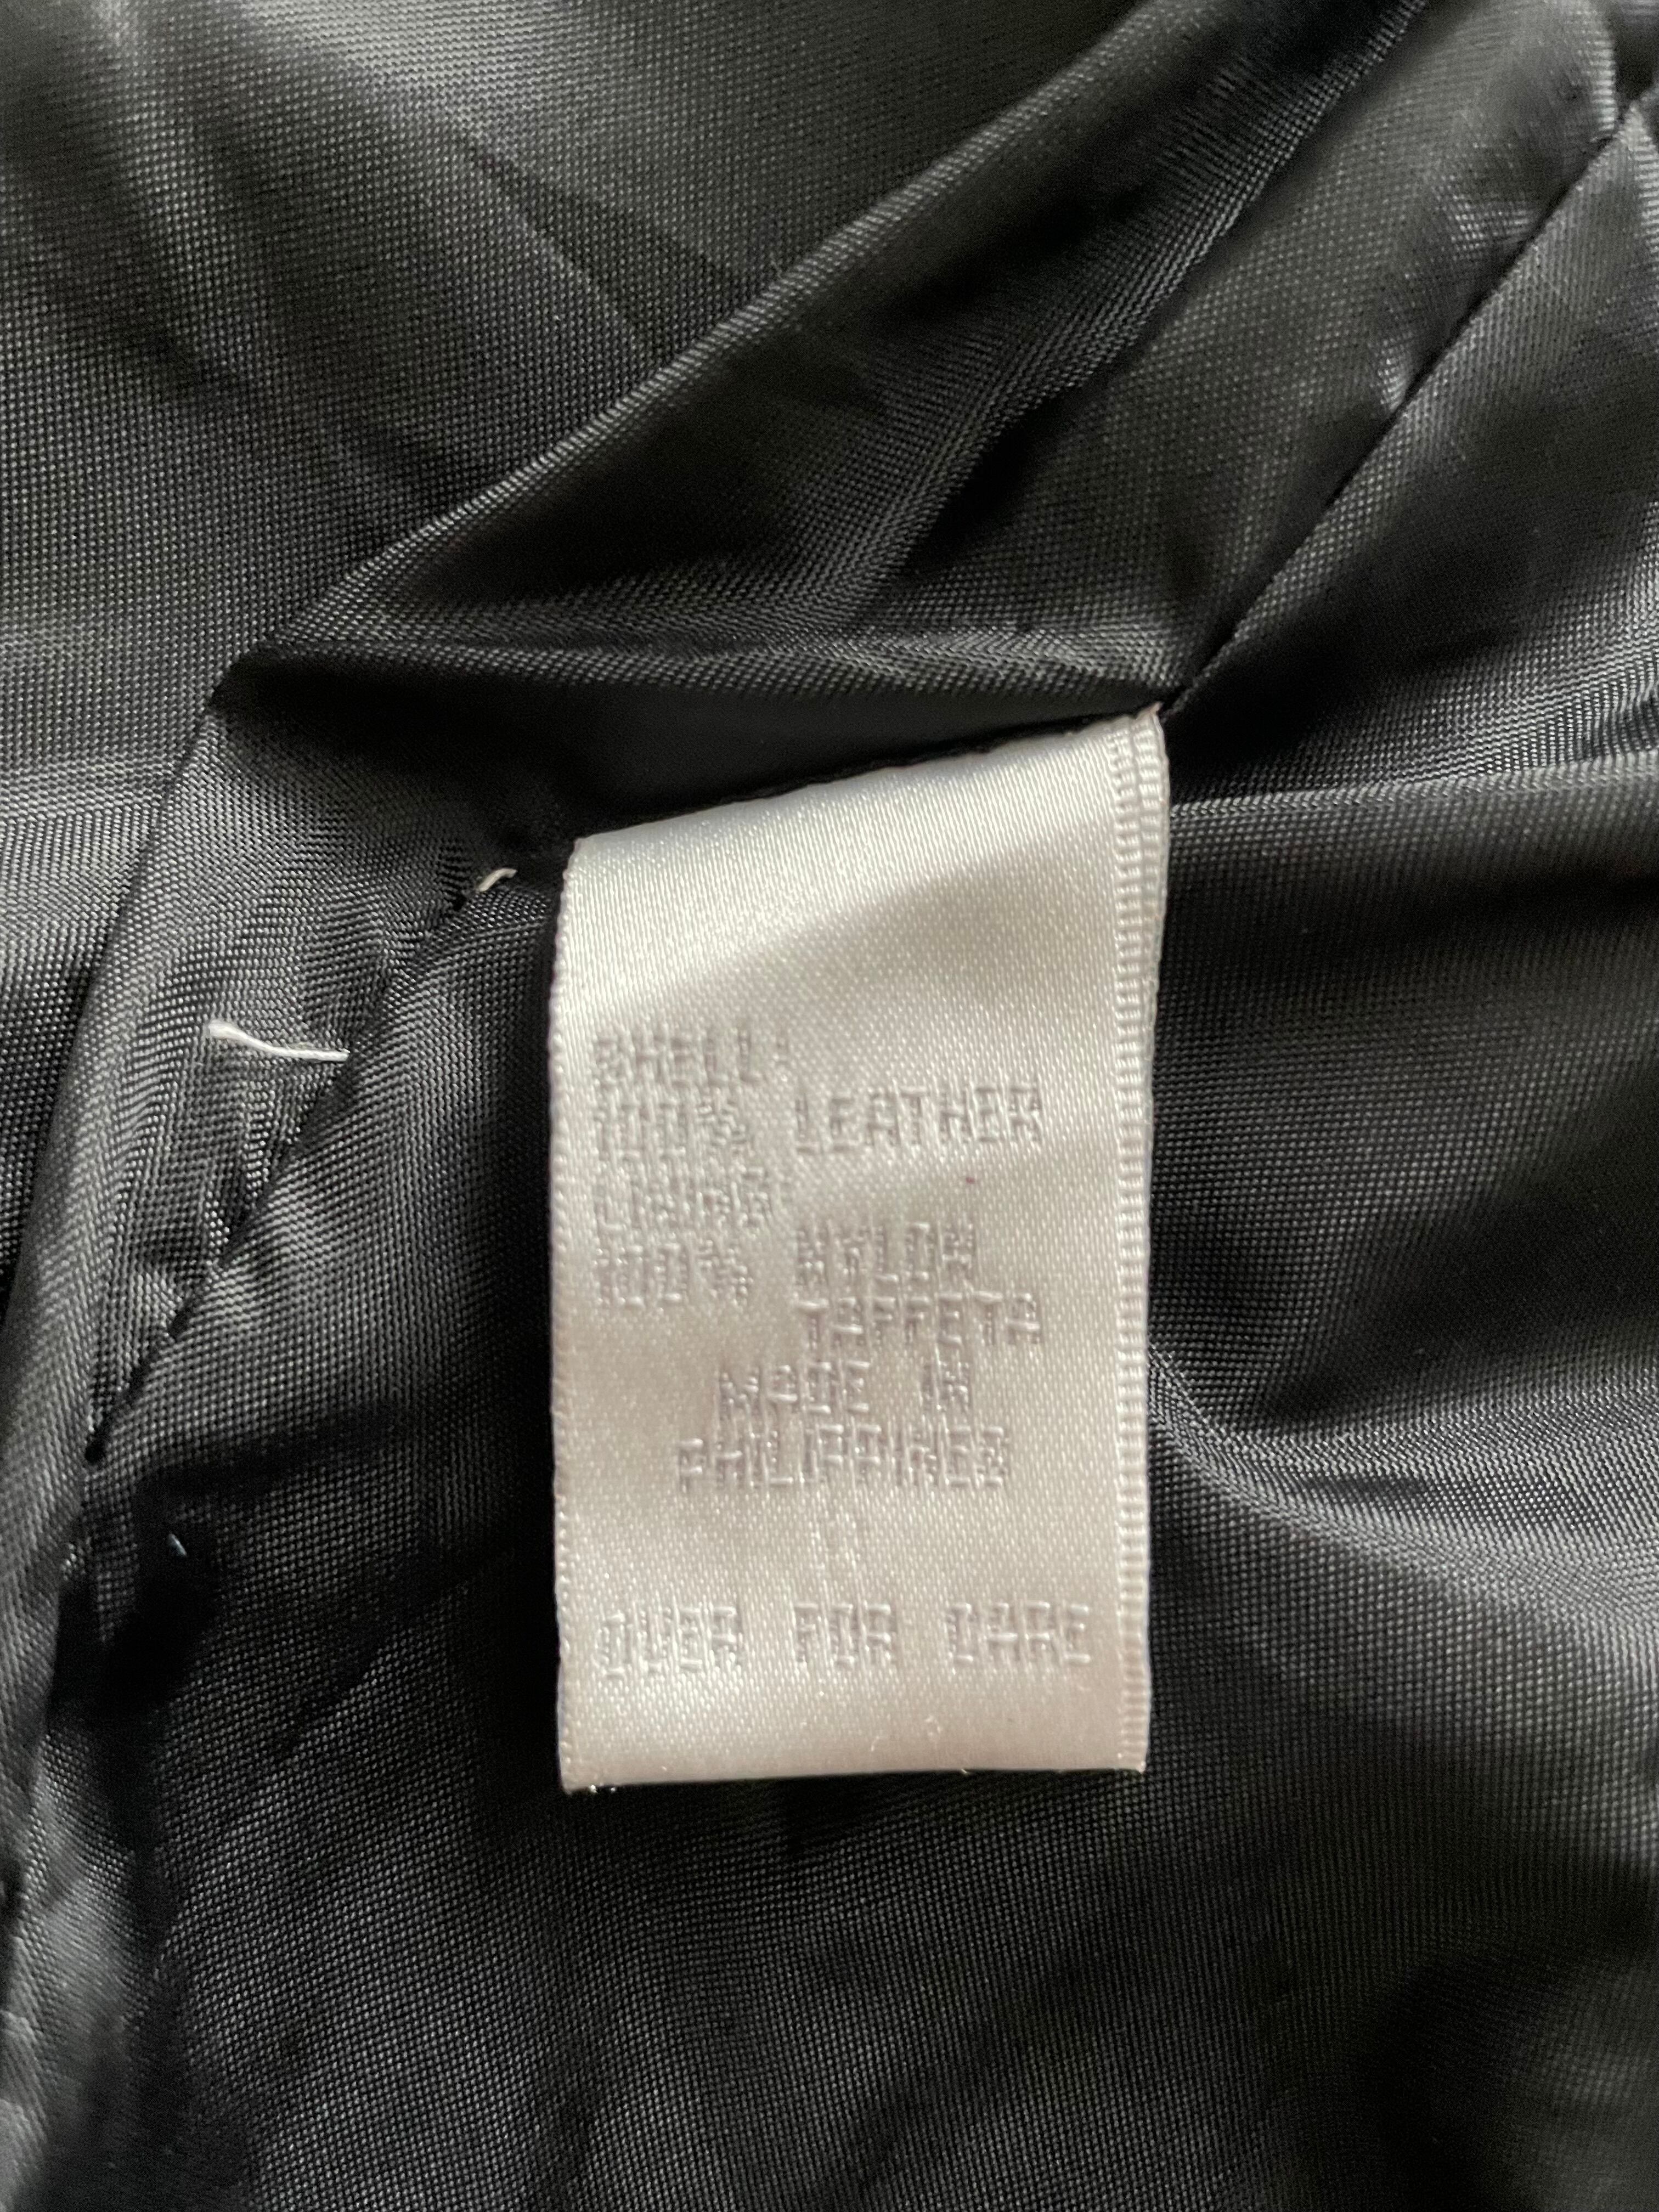 SHELL:
100% LEATHER
LINING:
100% NYLON
TAFFETA
MADE IN
PHILIPPINES
OVER FOR CARE